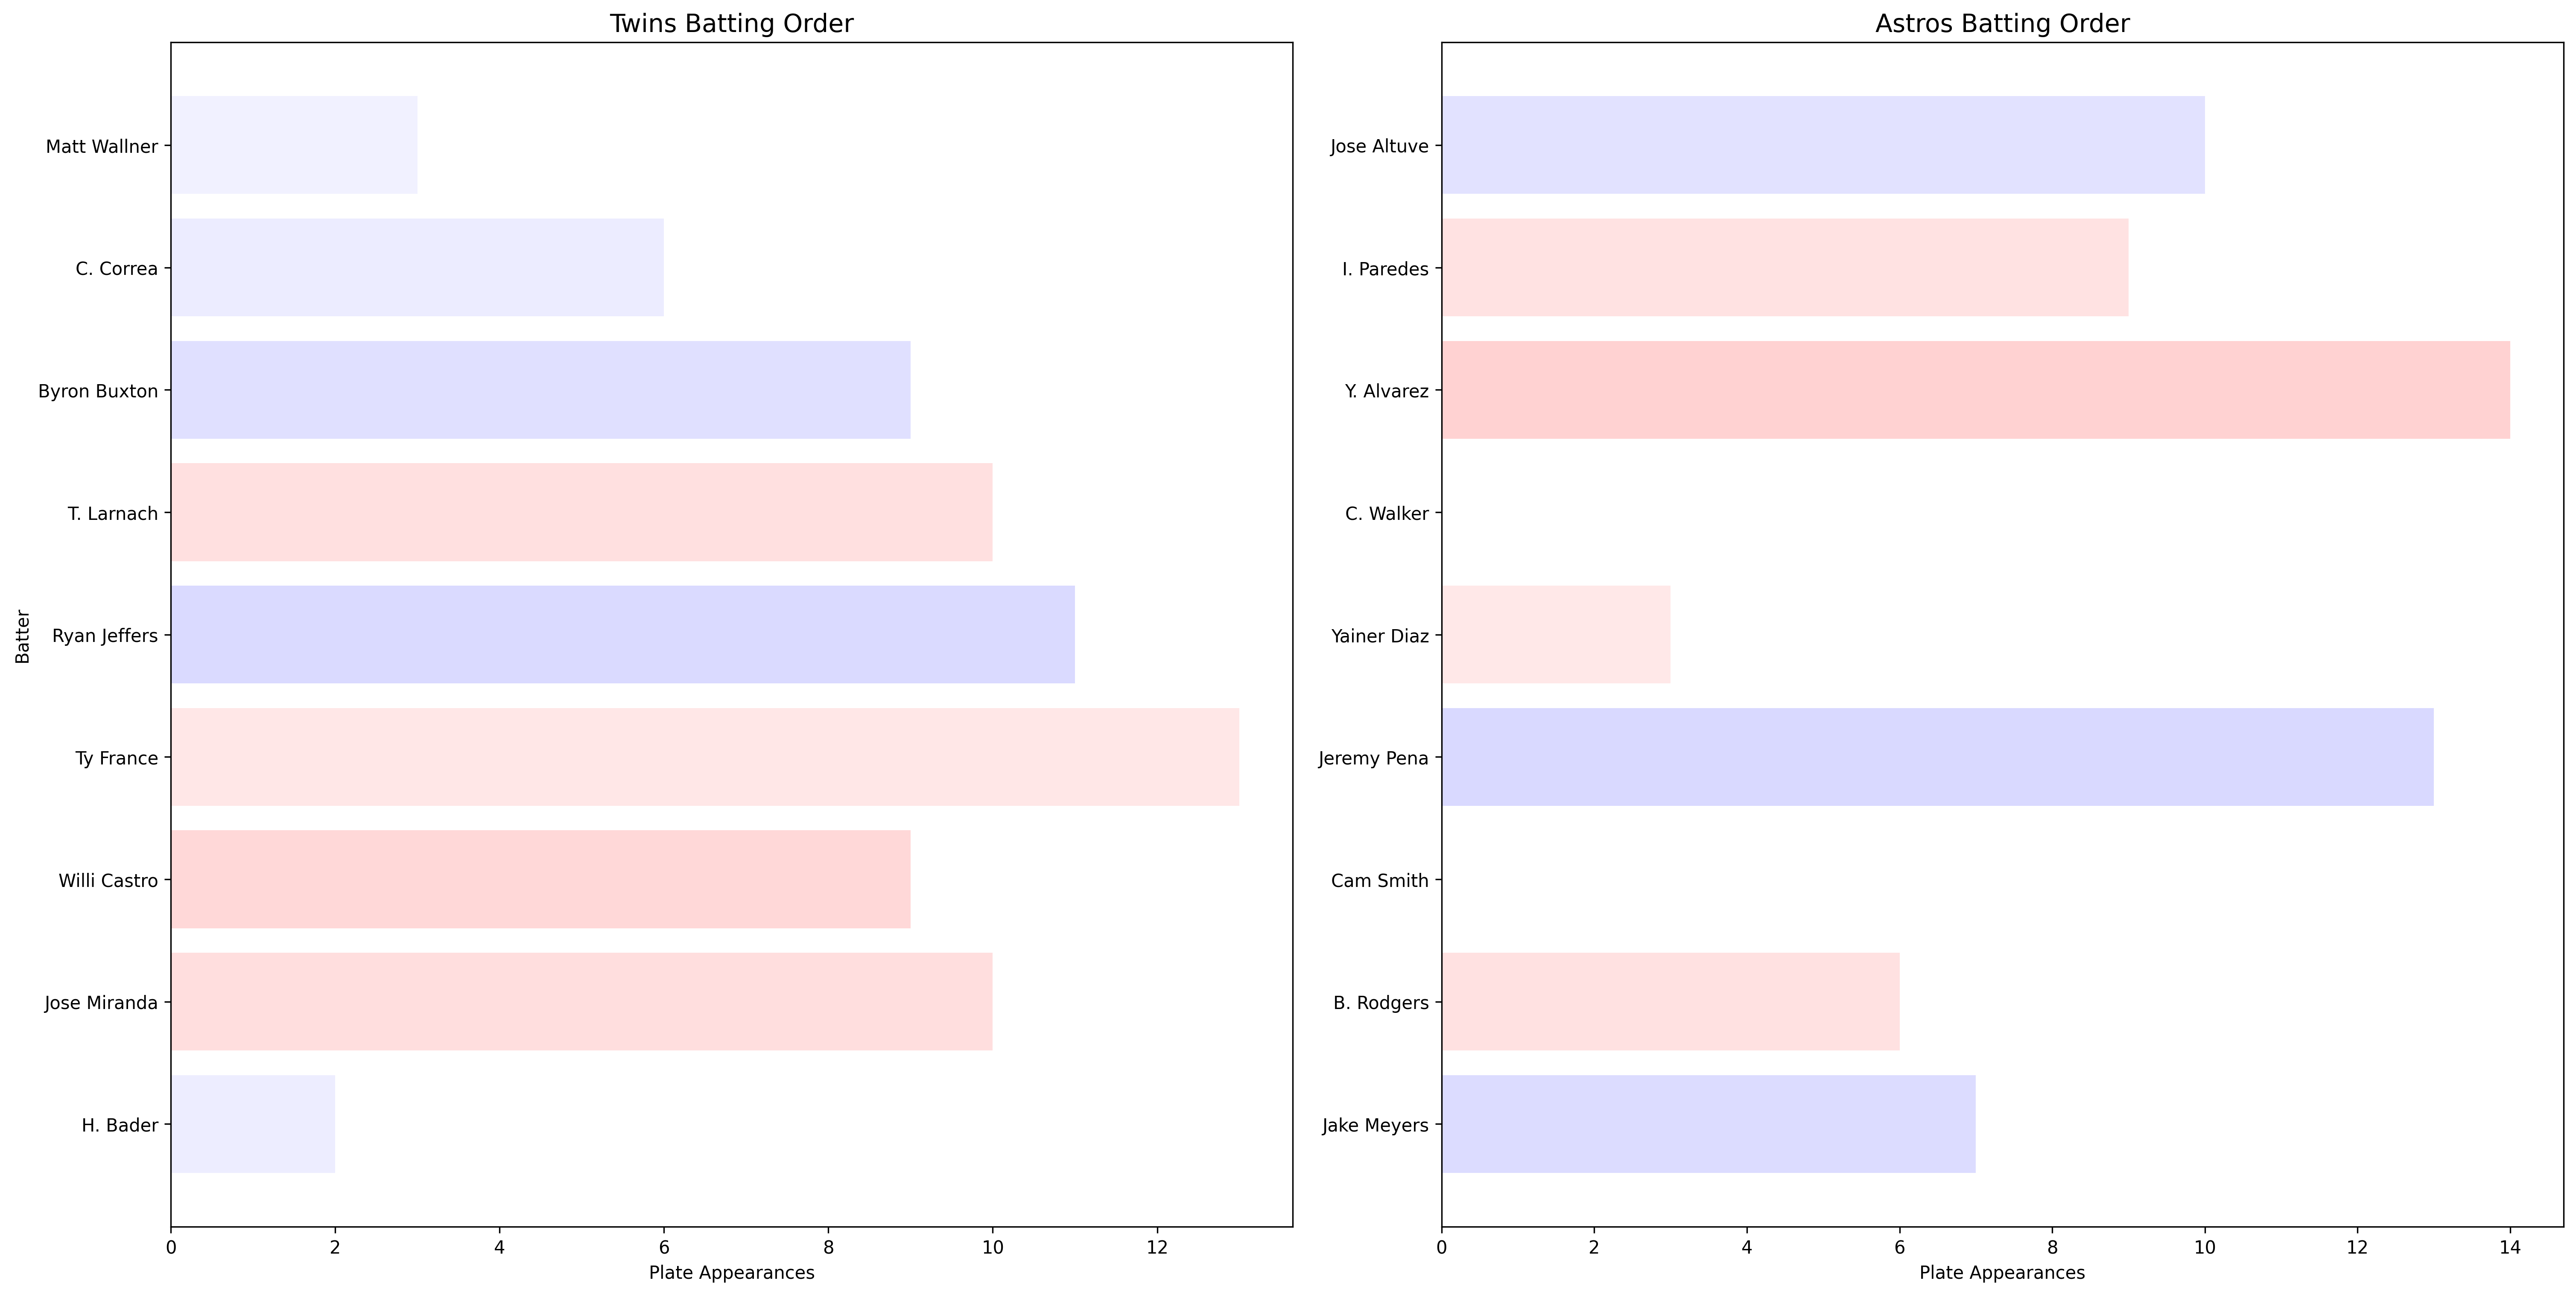 Twins Batting Order
Batter
Matt Wallner
C. Correa
Byron Buxton
T. Larnach
Ryan Jeffers
Ty France
Willi Castro
Jose Miranda
H. Bader
0 2 4 6 8 10 12
Plate Appearances
Astros Batting Order
Jose Altuve
I. Paredes
Y. Alvarez
C. Walker
Yainer Diaz
Jeremy Pena
Cam Smith
B. Rodgers
Jake Meyers
0 2 4 6 8 10 12 14
Plate Appearances